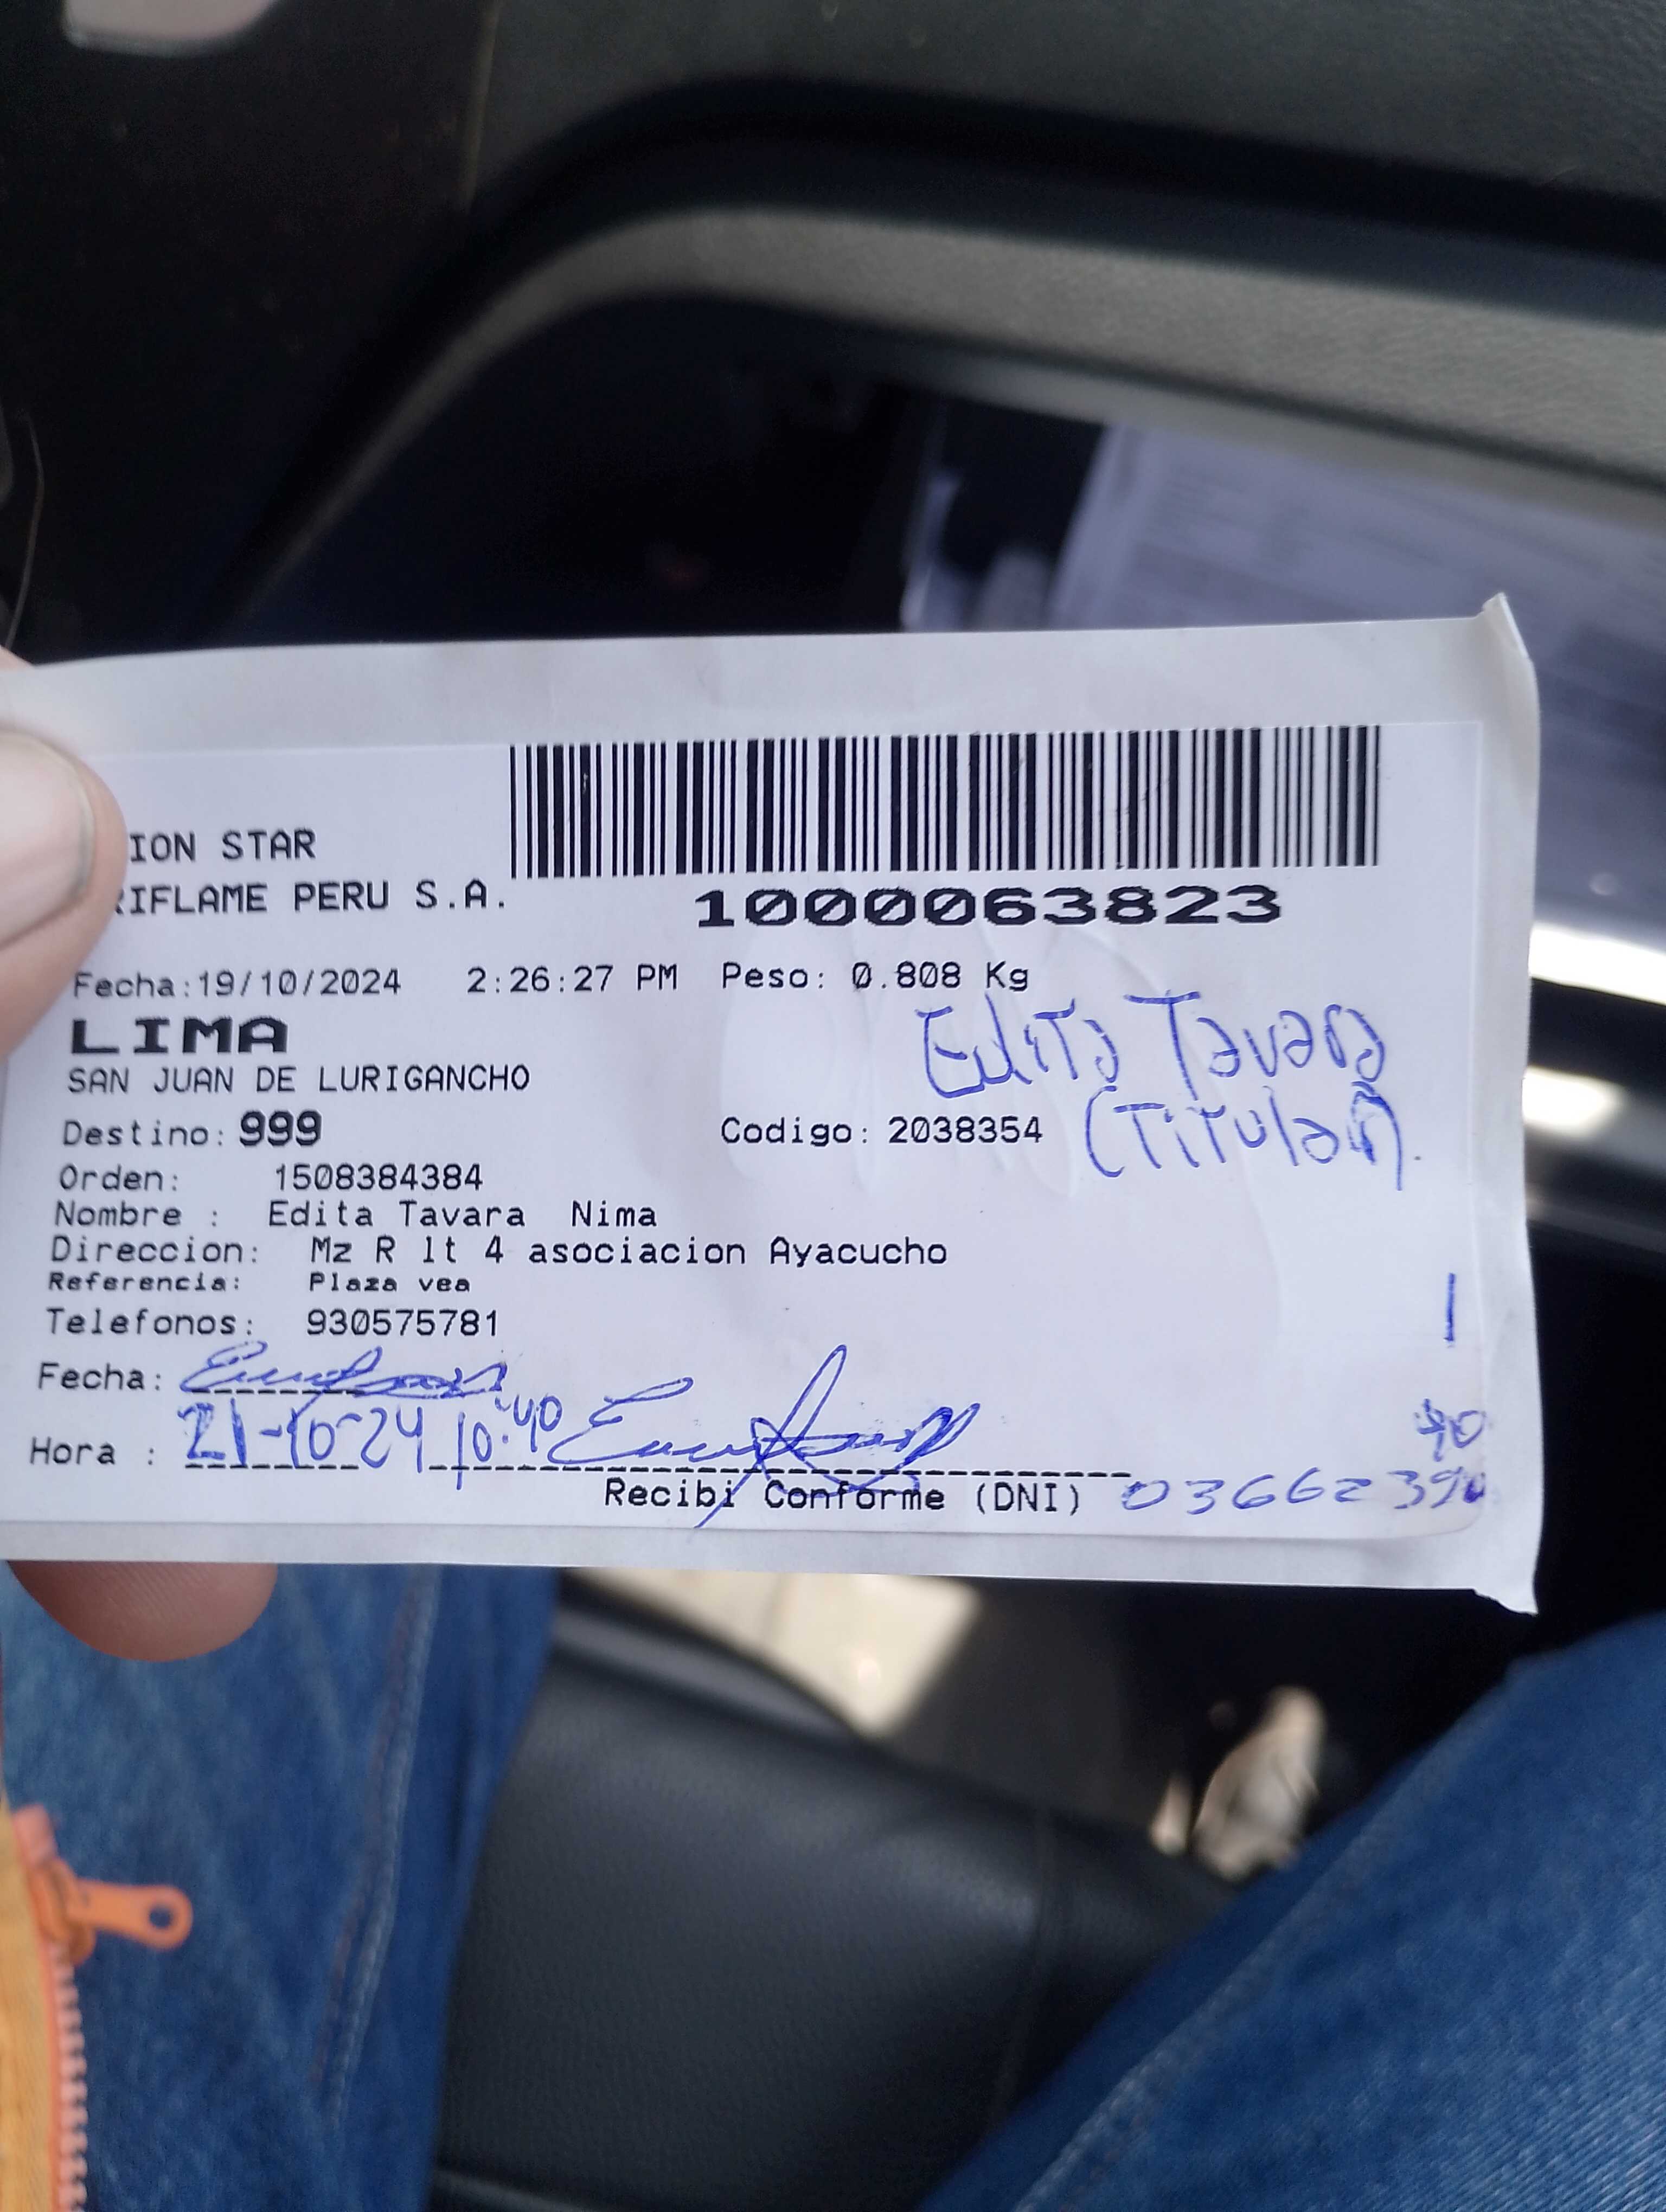 ION STAR
RIFLAME PERU S.A.
1000063823
Fecha:19/10/2024 2:26:27 PM Peso: 0.808 Kg
LIMA
Edita Tavara
SAN JUAN DE LURIGANCHO
(Titular).
Destino: 999 Codigo: 2038354
Orden: 1508384384
Nombre : Edita Tavara Nima
Direccion: Mz R lt 4 asociacion Ayacucho
Referencia: Plaza vea
Telefonos: 930575781
Fecha:
Hora : 21-10-24 10:40
40
Recibi Conforme (DNI) 03662390